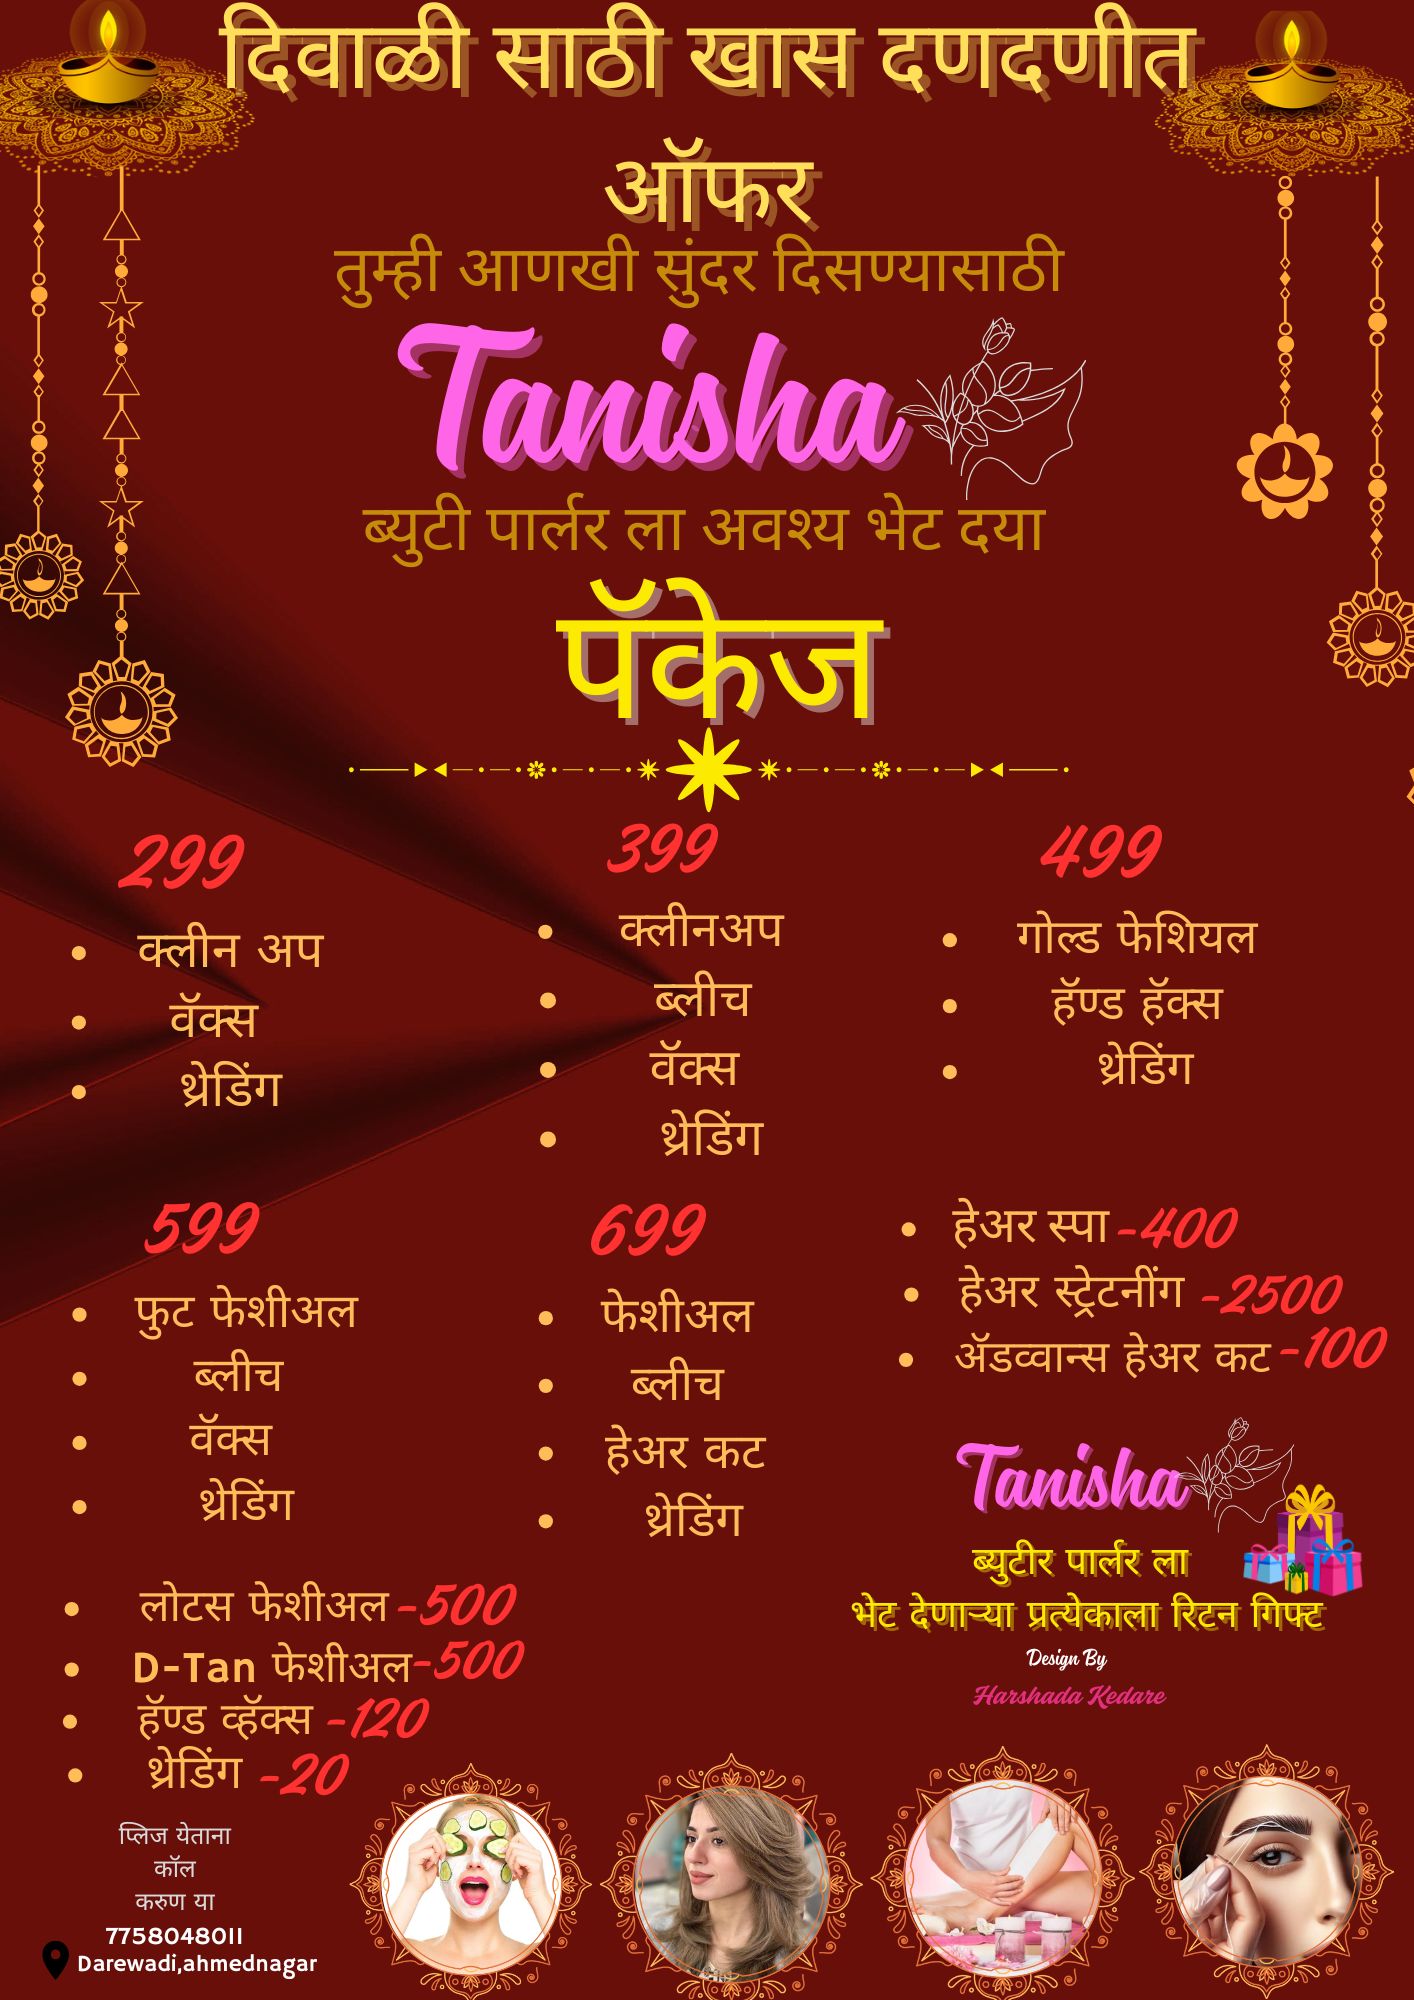 दिवाळी साठी खास दणदणीत
ऑफर
तुम्ही आणखी सुंदर दिसण्यासाठी
Tanisha
ब्युटी पार्लर ला अवश्य भेट दया
पॅकेज
299
• क्लीन अप
• वॅक्स
• थ्रेडिंग
399
• क्लीनअप
• ब्लीच
• वॅक्स
• थ्रेडिंग
499
• गोल्ड फेशियल
• हॅण्ड हॅक्स
• थ्रेडिंग
599
• फुट फेशीअल
• ब्लीच
• वॅक्स
• थ्रेडिंग
699
• फेशीअल
• ब्लीच
• हेअर कट
• थ्रेडिंग
• हेअर स्पा -400
• हेअर स्ट्रेटनींग -2500
• ॲडव्वान्स हेअर कट -100
Tanisha
ब्युटीर पार्लर ला
भेट देणाऱ्या प्रत्येकाला रिटन गिफ्ट
Design By
Harshada Kedare
• लोटस फेशीअल -500
• D-Tan फेशीअल -500
• हॅण्ड व्हॅक्स -120
• थ्रेडिंग -20
प्लिज येताना
कॉल
करुण या
7758048011
Darewadi,ahmednagar